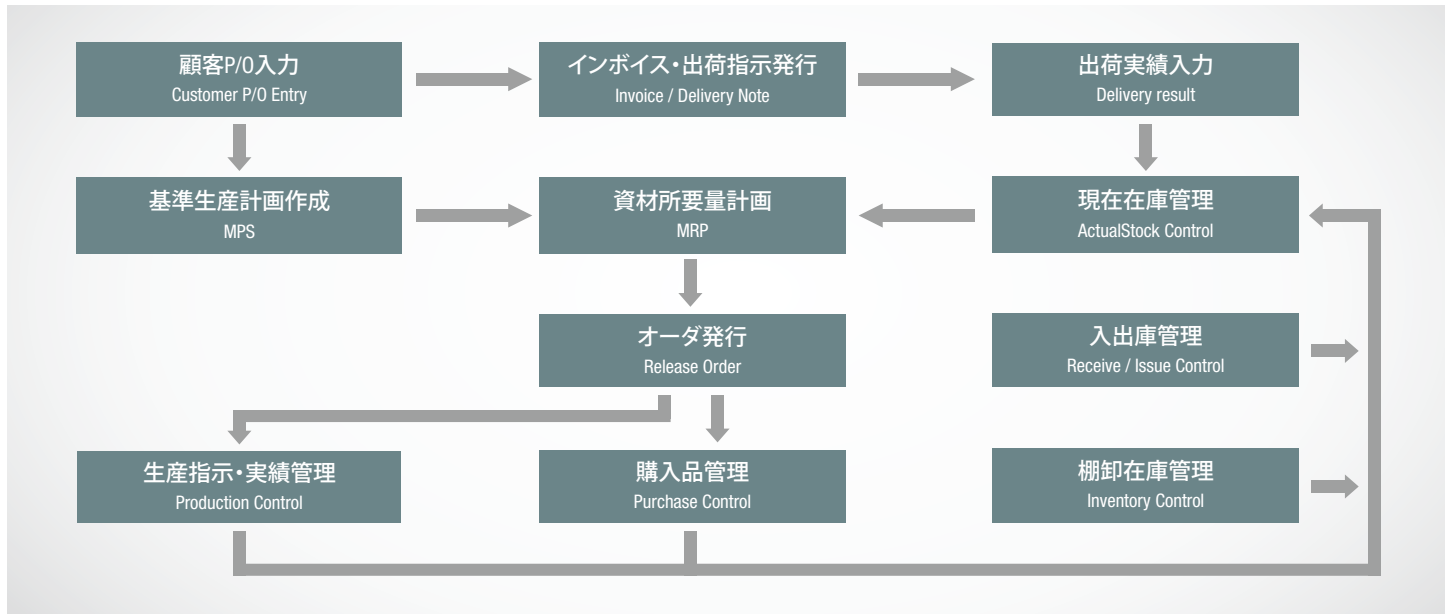 顧客P/O入力
Customer P/O Entry
インボイス・出荷指示発行
Invoice / Delivery Note
出荷実績入力
Delivery result
基準生産計画作成
MPS
資材所要量計画
MRP
現在在庫管理
ActualStock Control
オーダ発行
Release Order
入出庫管理
Receive / Issue Control
生産指示・実績管理
Production Control
購入品管理
Purchase Control
棚卸在庫管理
Inventory Control